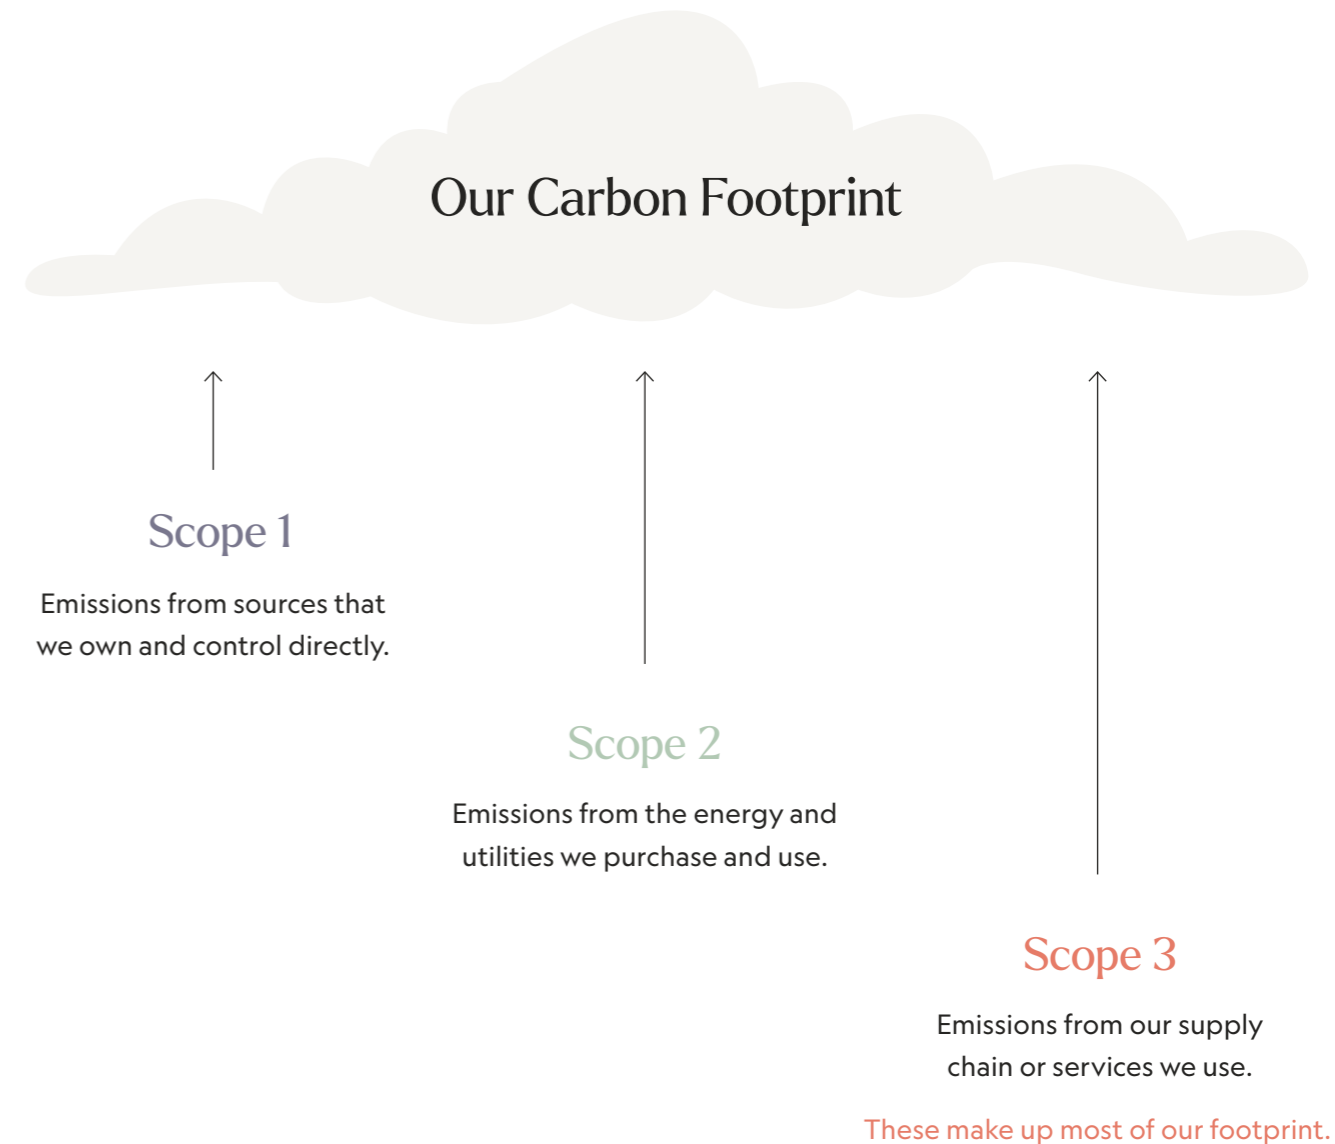 Our Carbon Footprint
Scope 1
Emissions from sources that
we own and control directly.
Scope 2
Emissions from the energy and
utilities we purchase and use.
Scope 3
Emissions from our supply
chain or services we use.
These make up most of our footprint.